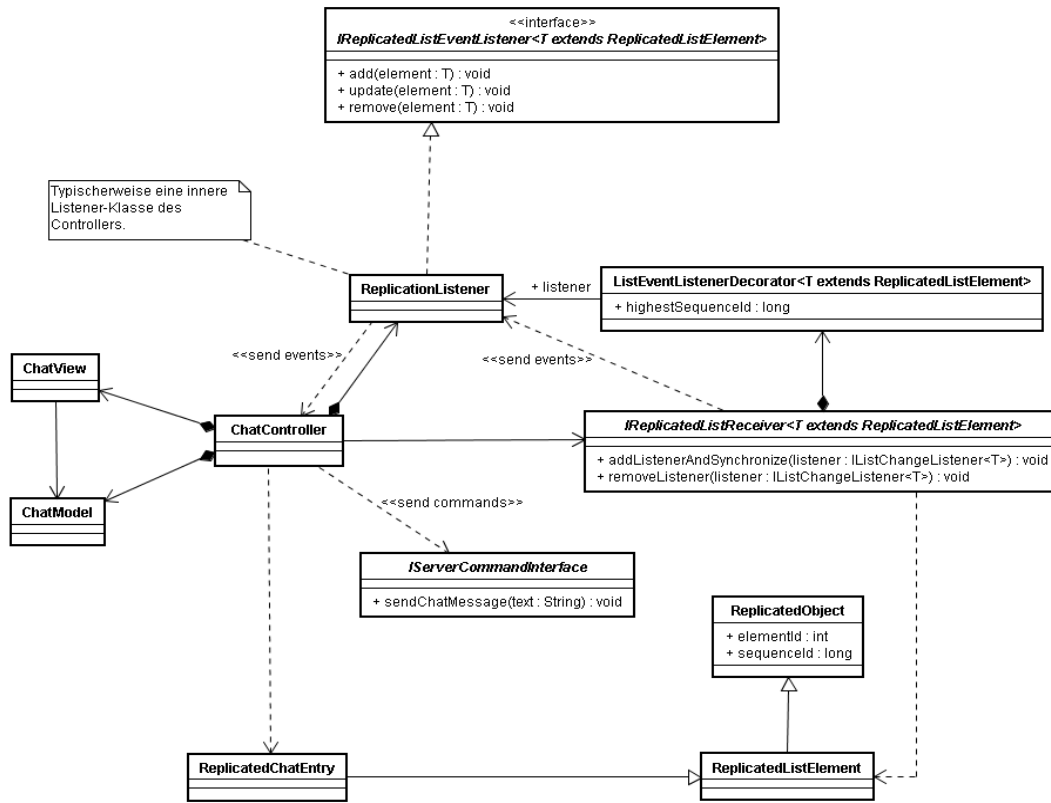 <<interface>>
IReplicatedListEventListener<T extends ReplicatedListElement>
+ add(element : T) : void
+ update(element : T) : void
+ remove(element : T) : void
Typischerweise eine innere
Listener-Klasse des
Controllers.
ReplicationListener
+ listener
ListEventListenerDecorator<T extends ReplicatedListElement>
+ highestSequenceId : long
<<send events>>
<<send events>>
ChatView
ChatController
IReplicatedListReceiver<T extends ReplicatedListElement>
+ addListenerAndSynchronize(listener : IListChangeListener<T>) : void
+ removeListener(listener : IListChangeListener<T>) : void
ChatModel
<<send commands>>
IServerCommandInterface
+ sendChatMessage(text : String) : void
ReplicatedObject
+ elementId : int
+ sequenceId : long
ReplicatedChatEntry
ReplicatedListElement